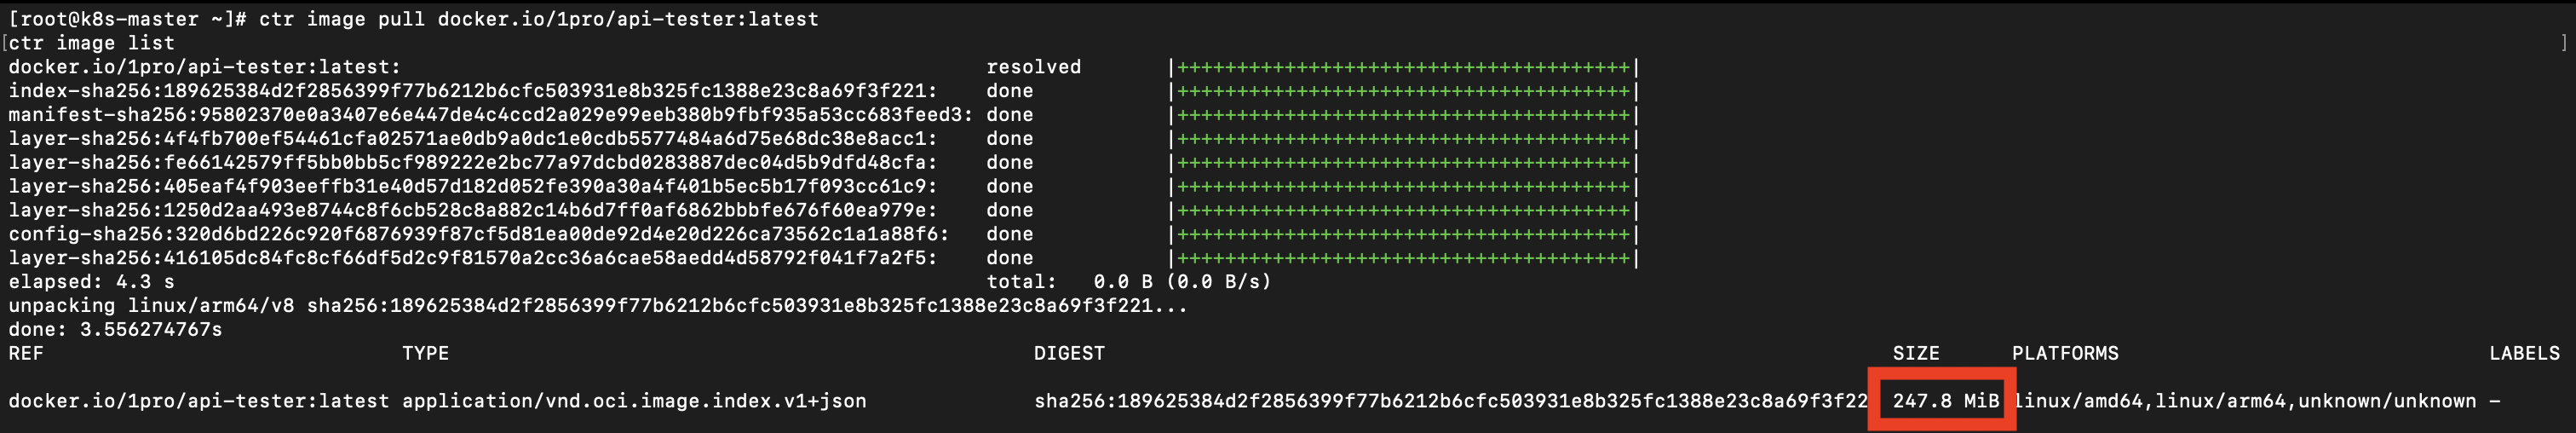 [root@k8s-master ~]# ctr image pull docker.io/1pro/api-tester:latest
[ctr image list ]
docker.io/1pro/api-tester:latest: resolved |++++++++++++++++++++++++++++++++++++++|
index-sha256:189625384d2f2856399f77b6212b6cfc503931e8b325fc1388e23c8a69f3f221: done |++++++++++++++++++++++++++++++++++++++|
manifest-sha256:95802370e0a3407e6e447de4c4ccd2a029e99eeb380b9fbf935a53cc683feed3: done |++++++++++++++++++++++++++++++++++++++|
layer-sha256:4f4fb700ef54461cfa02571ae0db9a0dc1e0cdb5577484a6d75e68dc38e8acc1: done |++++++++++++++++++++++++++++++++++++++|
layer-sha256:fe66142579ff5bb0bb5cf989222e2bc77a97dcbd0283887dec04d5b9dfd48cfa: done |++++++++++++++++++++++++++++++++++++++|
layer-sha256:405eaf4f903eeffb31e40d57d182d052fe390a30a4f401b5ec5b17f093cc61c9: done |++++++++++++++++++++++++++++++++++++++|
layer-sha256:1250d2aa493e8744c8f6cb528c8a882c14b6d7ff0af6862bbbfe676f60ea979e: done |++++++++++++++++++++++++++++++++++++++|
config-sha256:320d6bd226c920f6876939f87cf5d81ea00de92d4e20d226ca73562c1a1a88f6: done |++++++++++++++++++++++++++++++++++++++|
layer-sha256:416105dc84fc8cf66df5d2c9f81570a2cc36a6cae58aedd4d58792f041f7a2f5: done |++++++++++++++++++++++++++++++++++++++|
elapsed: 4.3 s total: 0.0 B (0.0 B/s)
unpacking linux/arm64/v8 sha256:189625384d2f2856399f77b6212b6cfc503931e8b325fc1388e23c8a69f3f221...
done: 3.556274767s
REF TYPE DIGEST SIZE PLATFORMS LABELS
docker.io/1pro/api-tester:latest application/vnd.oci.image.index.v1+json sha256:189625384d2f2856399f77b6212b6cfc503931e8b325fc1388e23c8a69f3f22 247.8 MiB linux/amd64,linux/arm64,unknown/unknown -